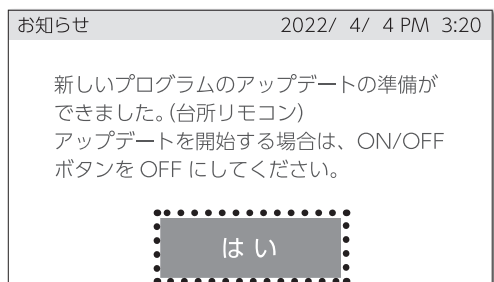 お知らせ 2022/ 4/ 4 PM 3:20
新しいプログラムのアップデートの準備が
できました。(台所リモコン)
アップデートを開始する場合は、ON/OFF
ボタンを OFF にしてください。
はい